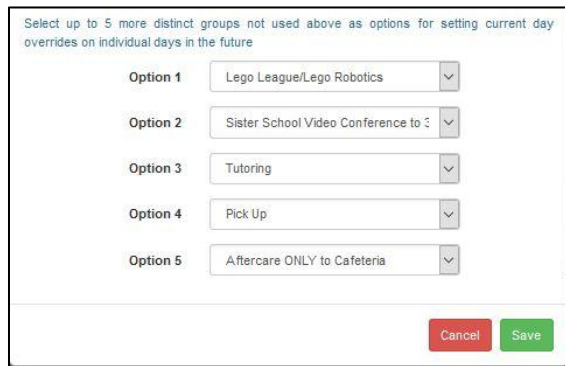 Select up to 5 more distinct groups not used above as options for setting current day
overrides on individual days in the future
Option 1 Lego League/Lego Robotics
Option 2 Sister School Video Conference to 3
Option 3 Tutoring
Option 4 Pick Up
Option 5 Aftercare ONLY to Cafeteria
Cancel Save